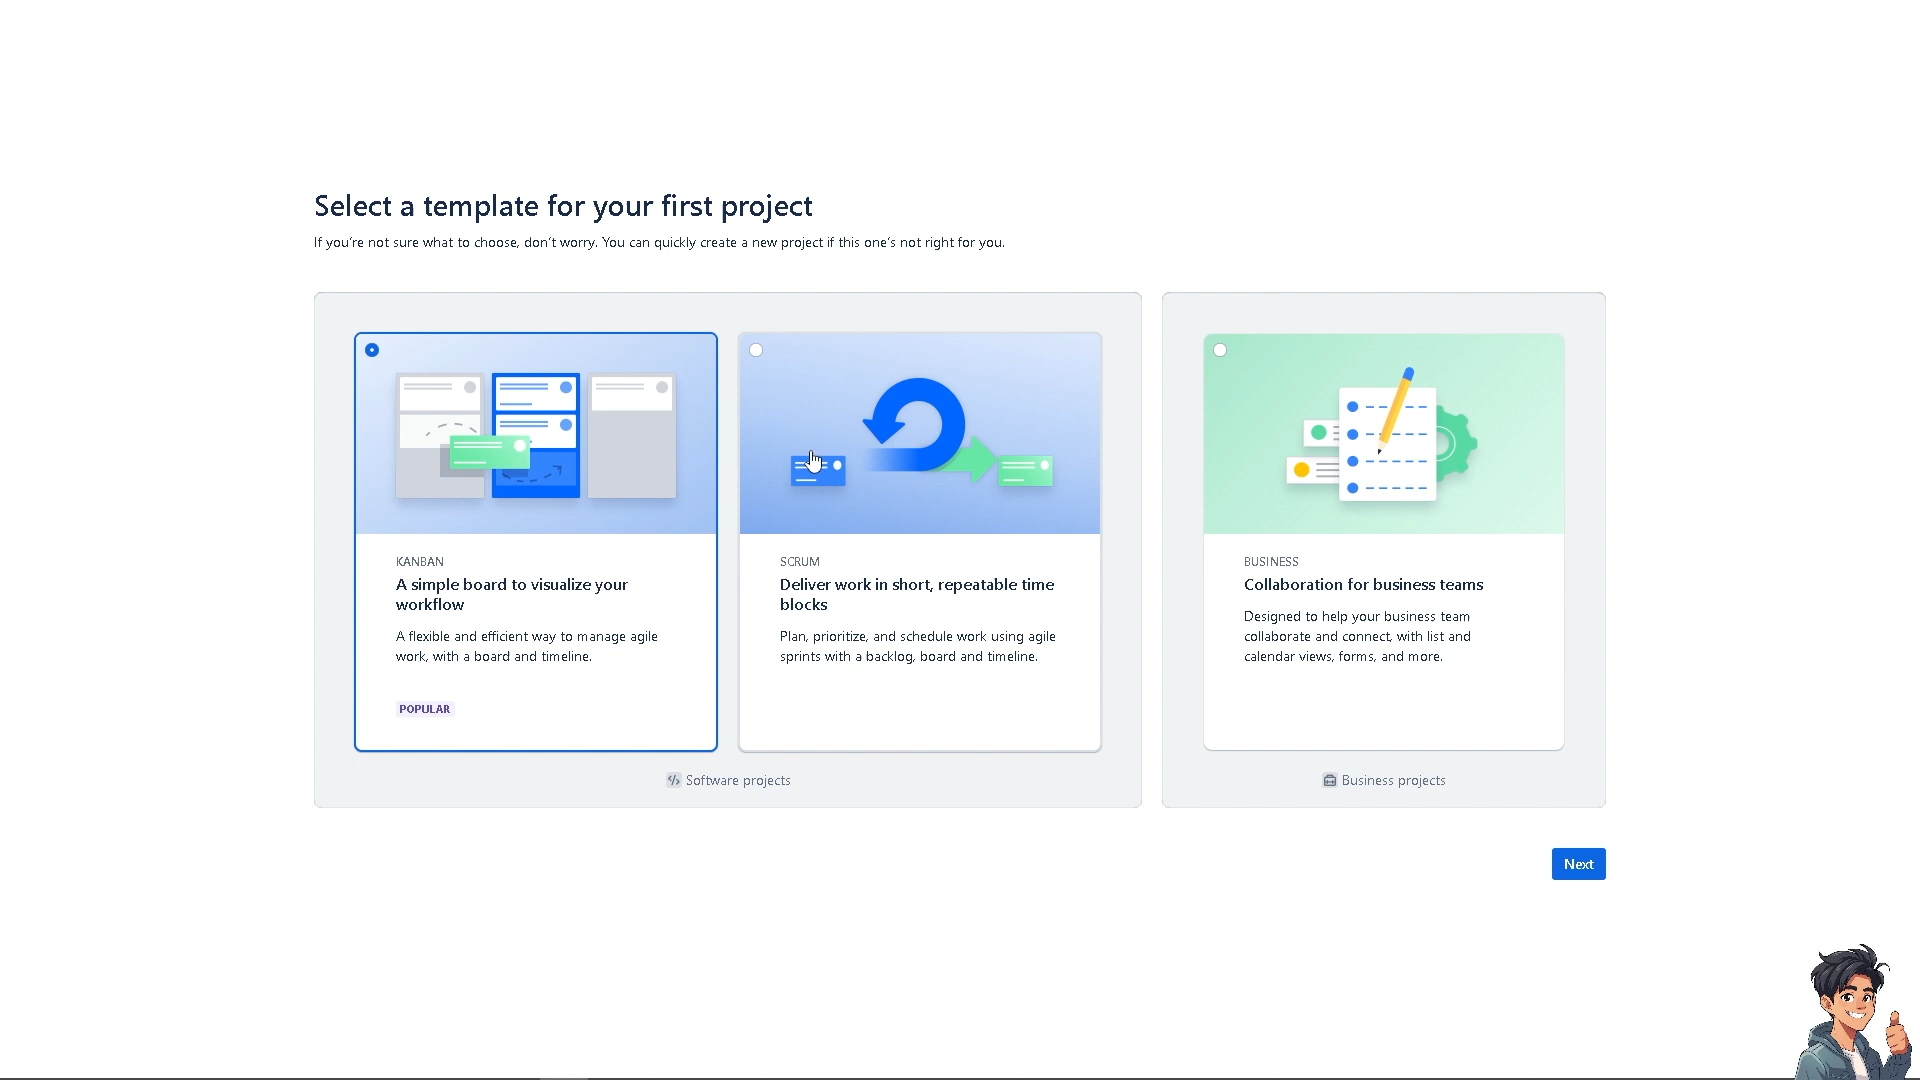 Select a template for your first project
If you're not sure what to choose, don't worry. You can quickly create a new project if this one's not right for you.
KANBAN
A simple board to visualize your
workflow
A flexible and efficient way to manage agile
work, with a board and timeline.
POPULAR
SCRUM
Deliver work in short, repeatable time
blocks
Plan, prioritize, and schedule work using agile
sprints with a backlog, board and timeline.
Software projects
BUSINESS
Collaboration for business teams
Designed to help your business team
collaborate and connect, with list and
calendar views, forms, and more.
Business projects
Next